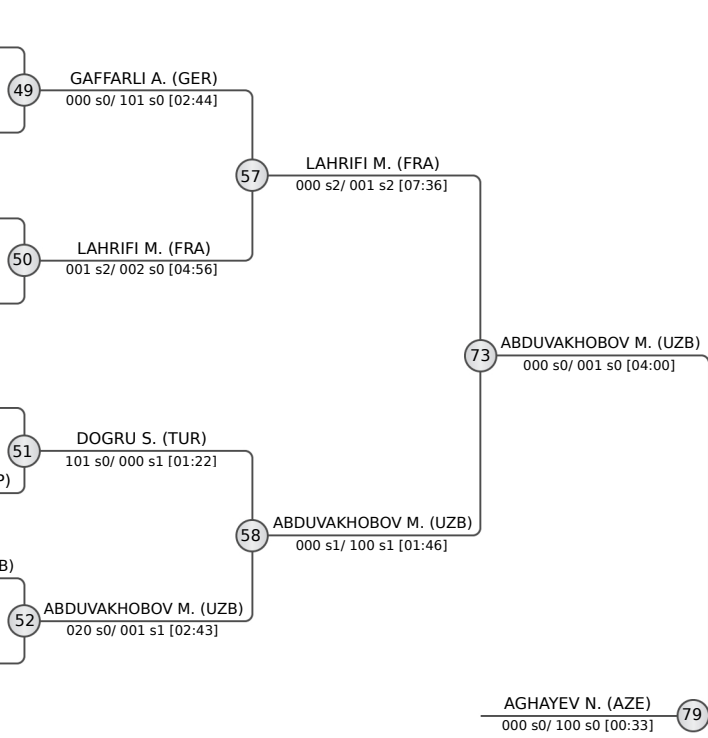 GAFFARLI A. (GER)
49
000 s0/ 101 s0 [02:44]
LAHRIFI M. (FRA)
57
000 s2/ 001 s2 [07:36]
LAHRIFI M. (FRA)
50
001 s2/ 002 s0 [04:56]
ABDUVAKHOBOV M. (UZB)
73
000 s0/ 001 s0 [04:00]
DOGRU S. (TUR)
51
101 s0/ 000 s1 [01:22]
P)
ABDUVAKHOBOV M. (UZB)
58
000 s1/ 100 s1 [01:46]
B)
ABDUVAKHOBOV M. (UZB)
52
020 s0/ 001 s1 [02:43]
AGHAYEV N. (AZE)
79
000 s0/ 100 s0 [00:33]